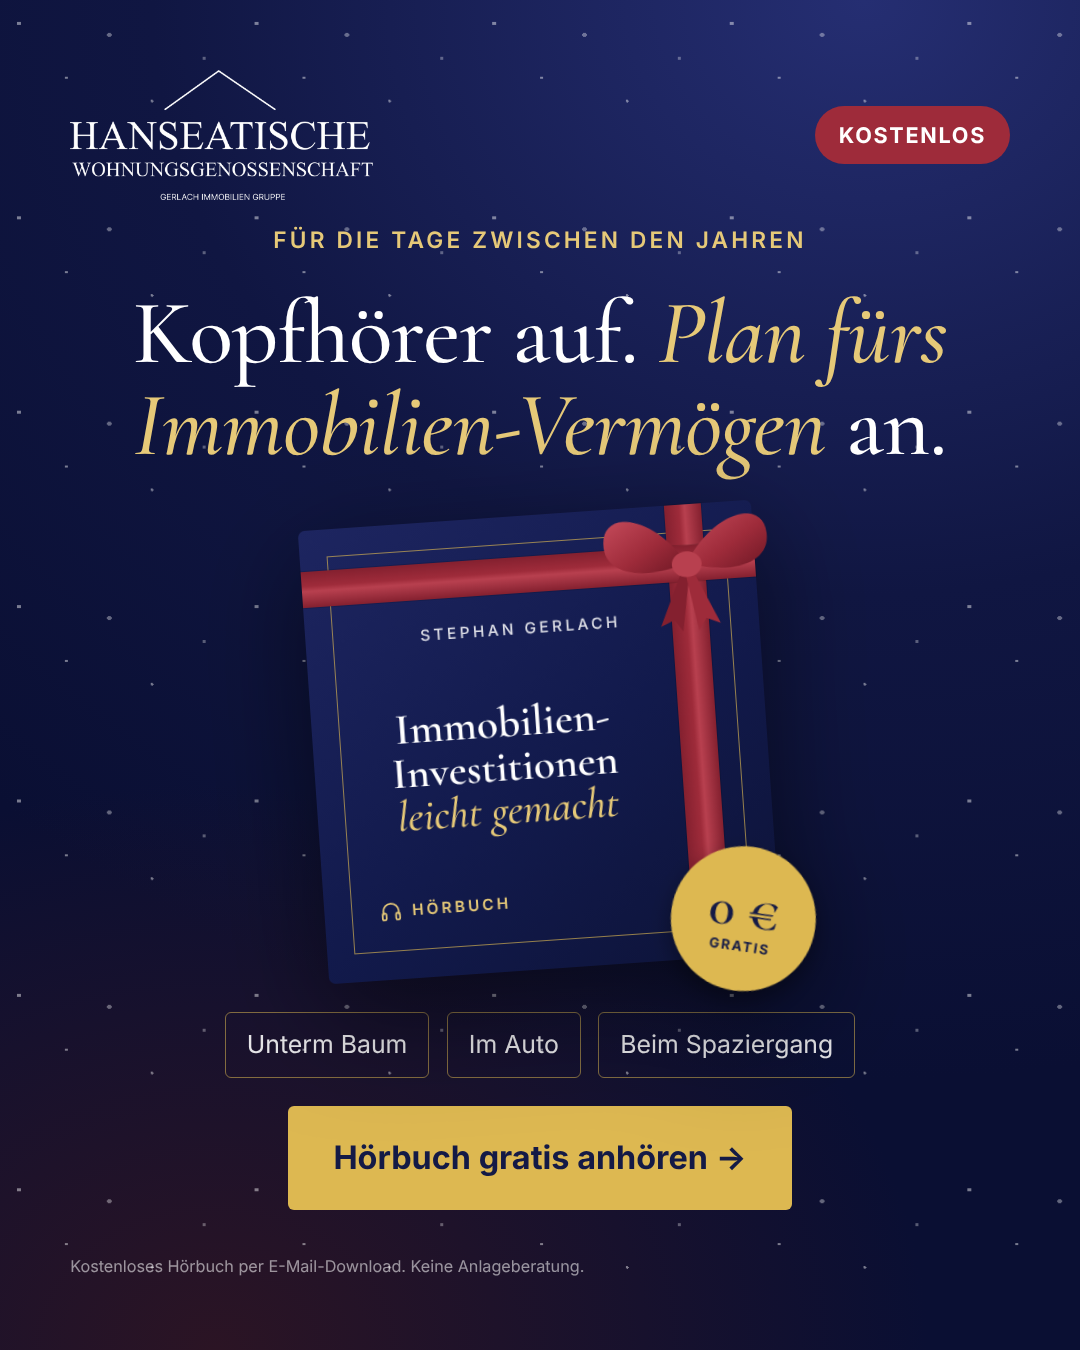 HANSEATISCHE
WOHNUNGSGENOSSENSCHAFT
GERLACH IMMOBILIEN GRUPPE
KOSTENLOS
FÜR DIE TAGE ZWISCHEN DEN JAHREN
Kopfhörer auf. Plan fürs
Immobilien-Vermögen an.
STEPHAN GERLACH
Immobilien-
Investitionen
leicht gemacht
HÖRBUCH
0 €
GRATIS
Unterm Baum
Im Auto
Beim Spaziergang
Hörbuch gratis anhören →
Kostenloses Hörbuch per E-Mail-Download. Keine Anlageberatung.